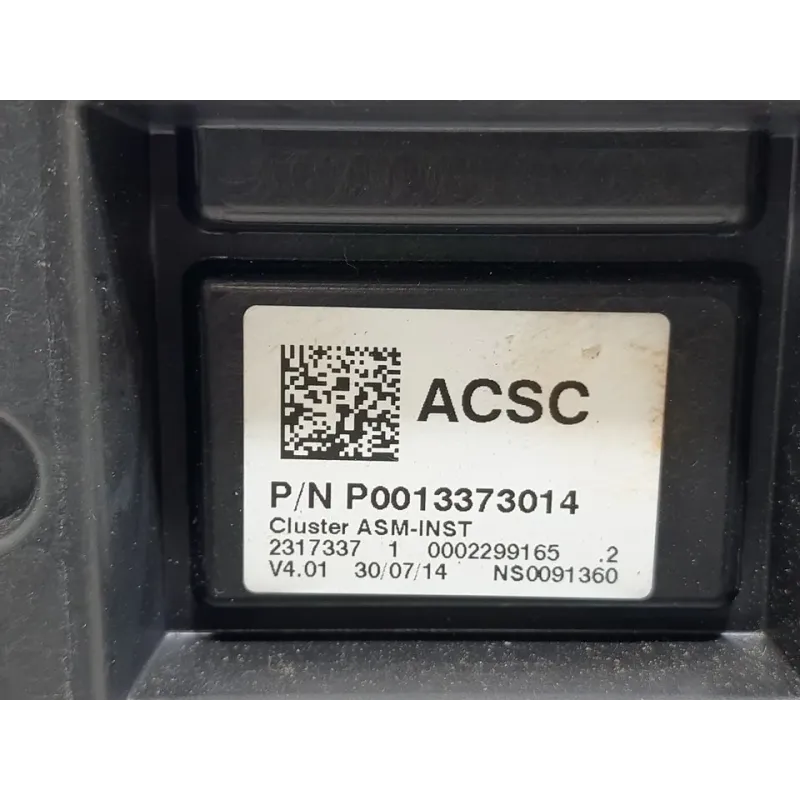 ACSC
P/N P0013373014
Cluster ASM-INST
2317337 1 0002299165 .2
V4.01 30/07/14 NS0091360